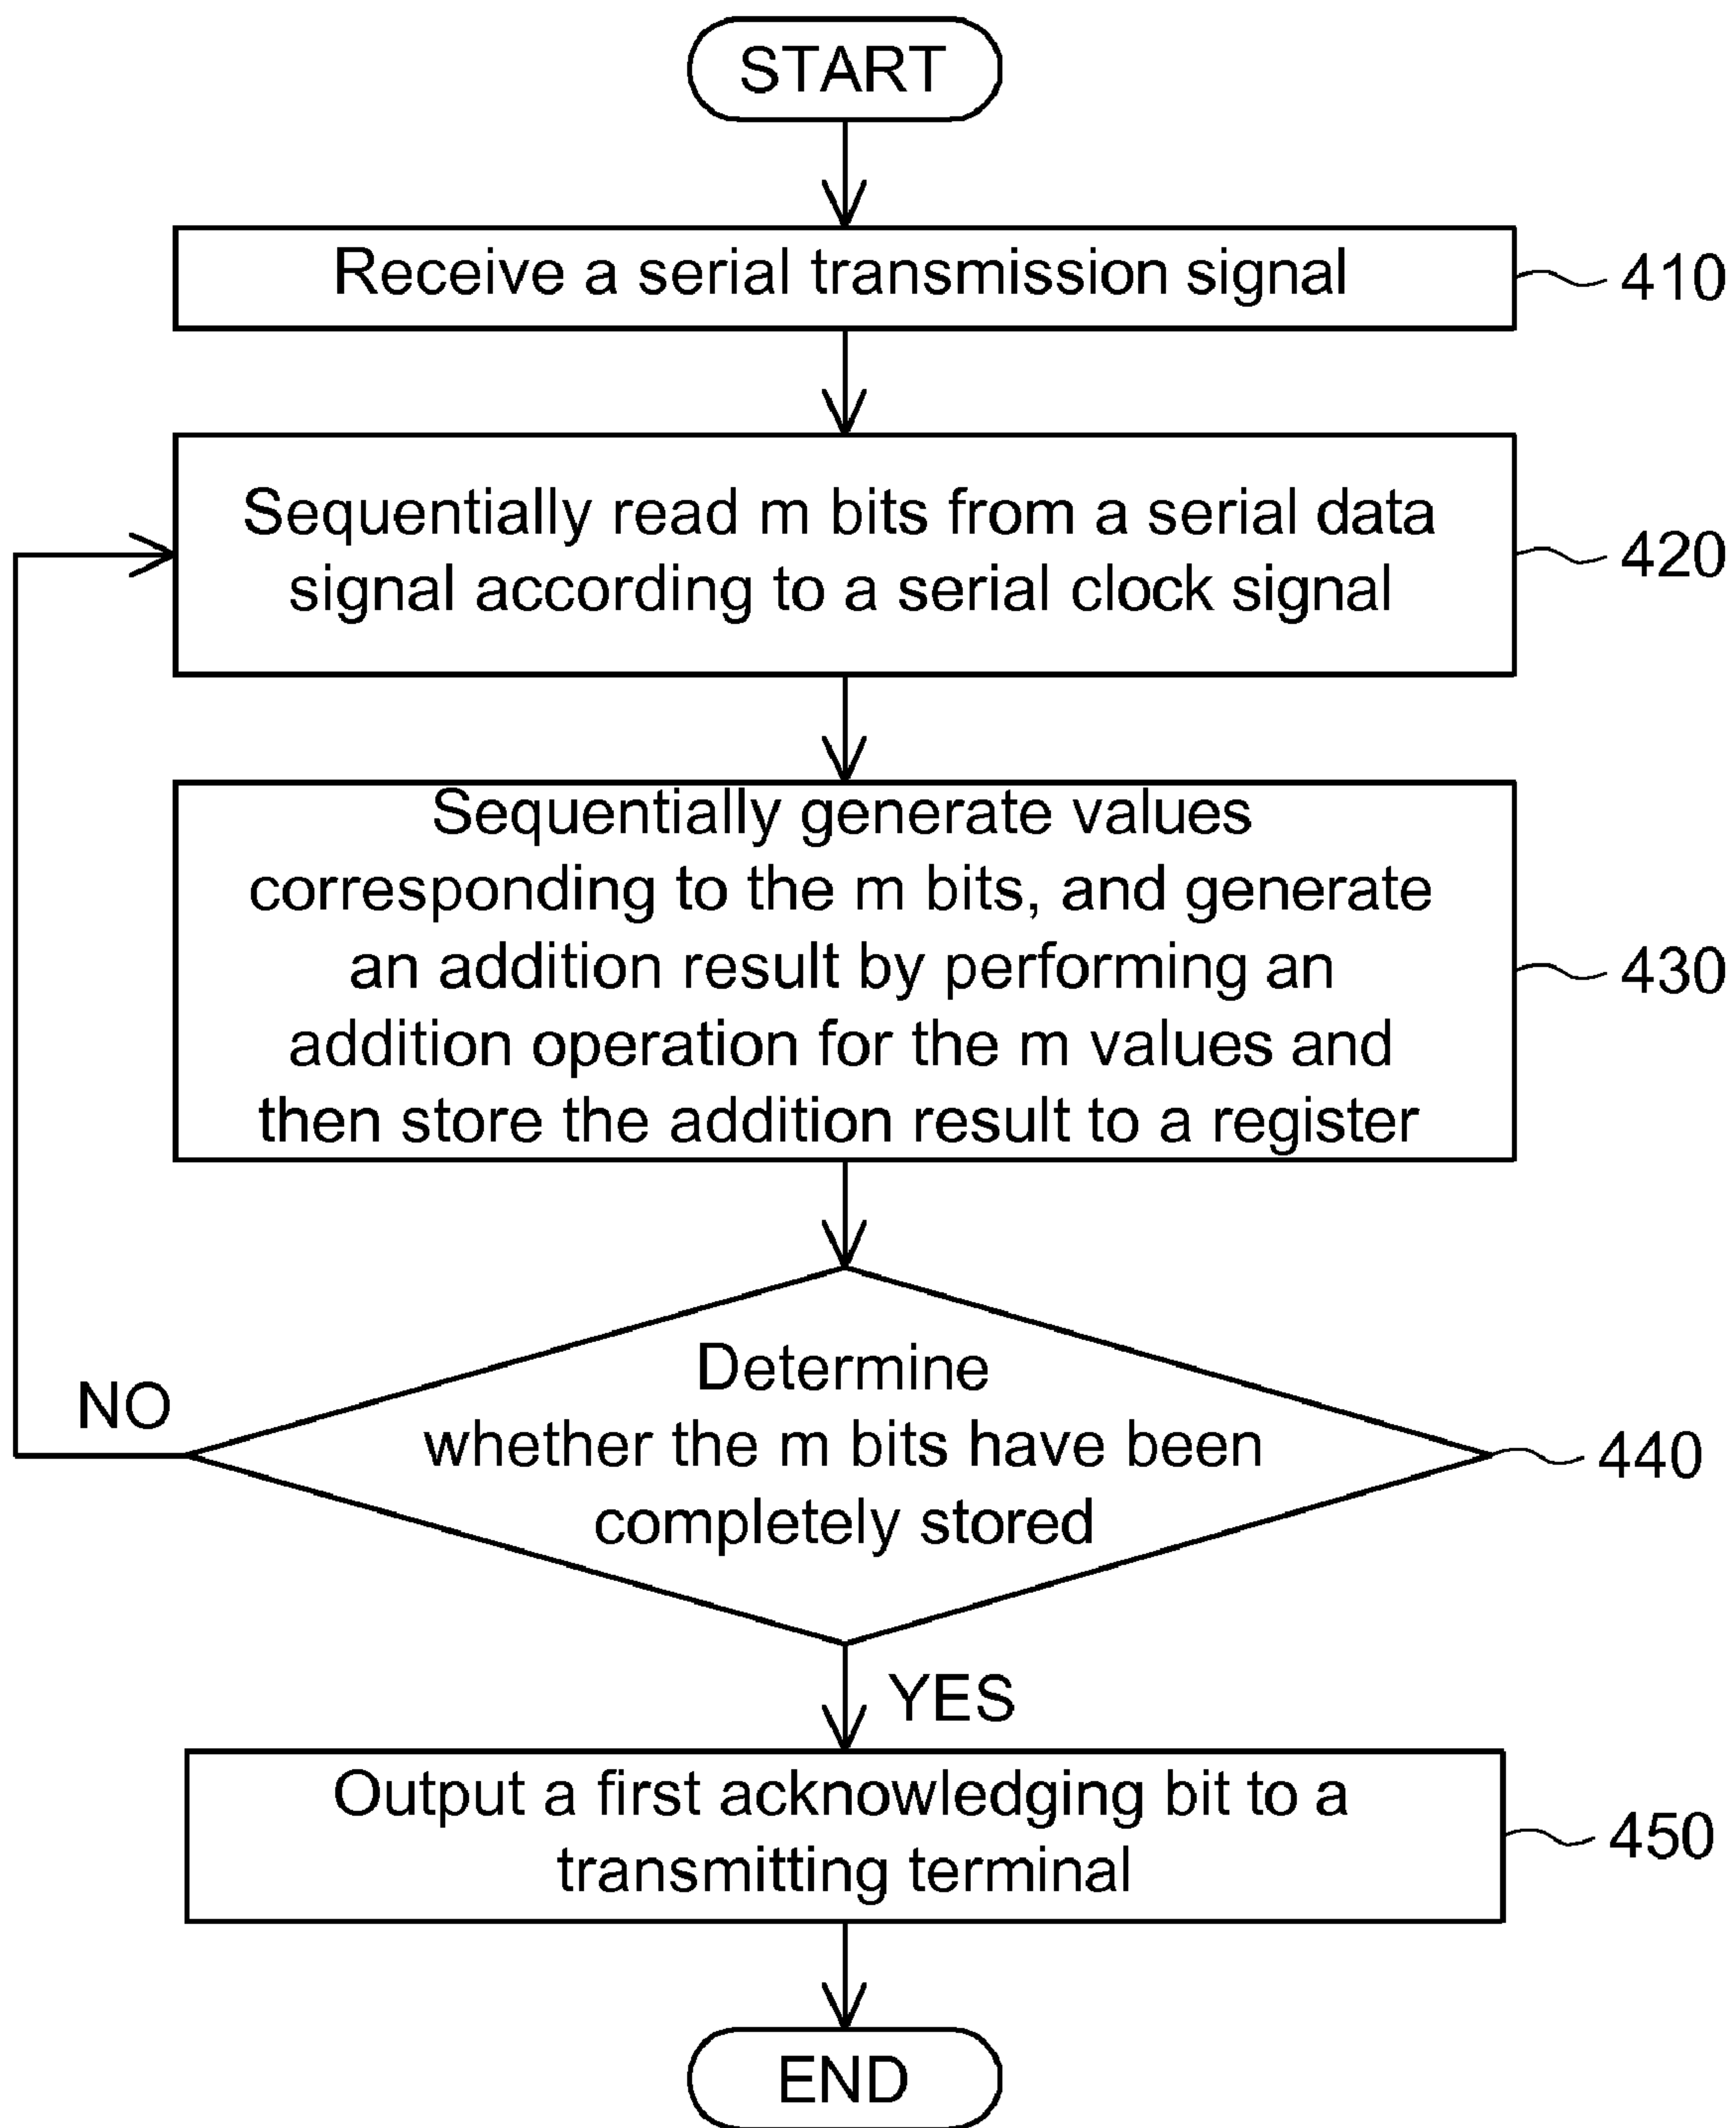 START
Receive a serial transmission signal
410
Sequentially read m bits from a serial data
signal according to a serial clock signal
420
Sequentially generate values
corresponding to the m bits, and generate
an addition result by performing an
addition operation for the m values and
then store the addition result to a register
430
Determine
whether the m bits have been
completely stored
440
NO
YES
Output a first acknowledging bit to a
transmitting terminal
450
END